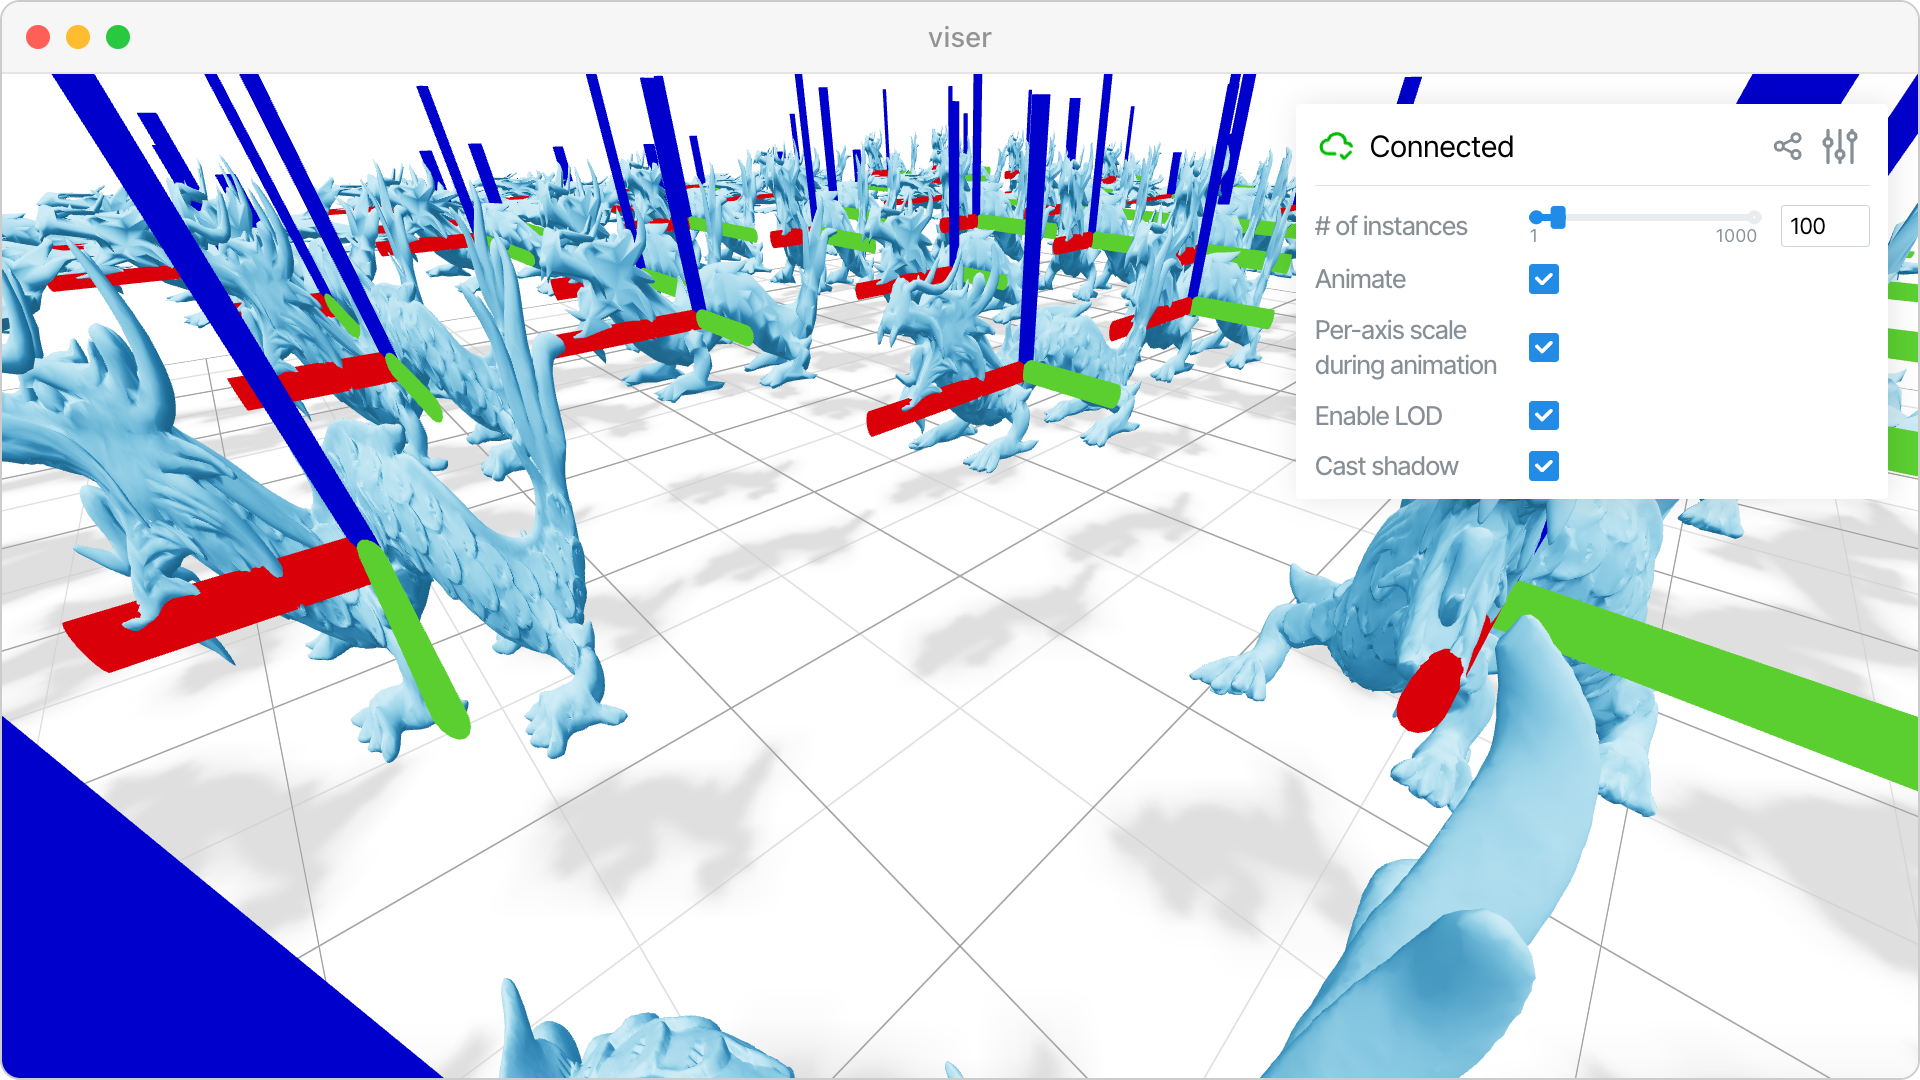 viser
Connected
# of instances
1
1000
100
Animate
Per-axis scale
during animation
Enable LOD
Cast shadow